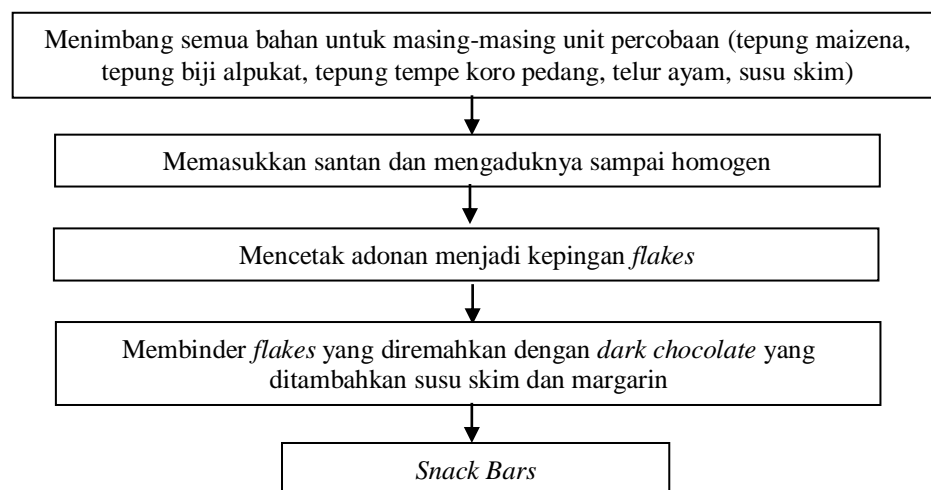 Menimbang semua bahan untuk masing-masing unit percobaan (tepung maizena,
tepung biji alpukat, tepung tempe koro pedang, telur ayam, susu skim)
Memasukkan santan dan mengaduknya sampai homogen
Mencetak adonan menjadi kepingan flakes
Membinder flakes yang diremahkan dengan dark chocolate yang
ditambahkan susu skim dan margarin
Snack Bars